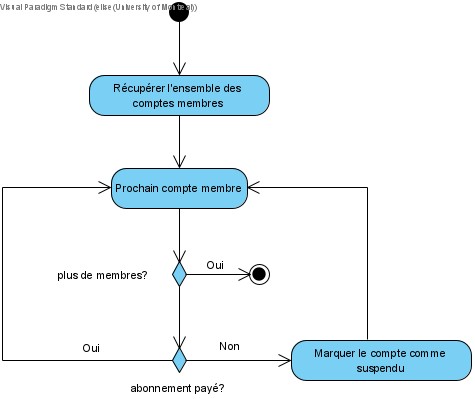 Visual Paradigm Standard(elise(University of Montreal))
Récupérer l'ensemble des
comptes membres
Prochain compte membre
plus de membres?
Oui
Oui
Non
Marquer le compte comme
suspendu
abonnement payé?